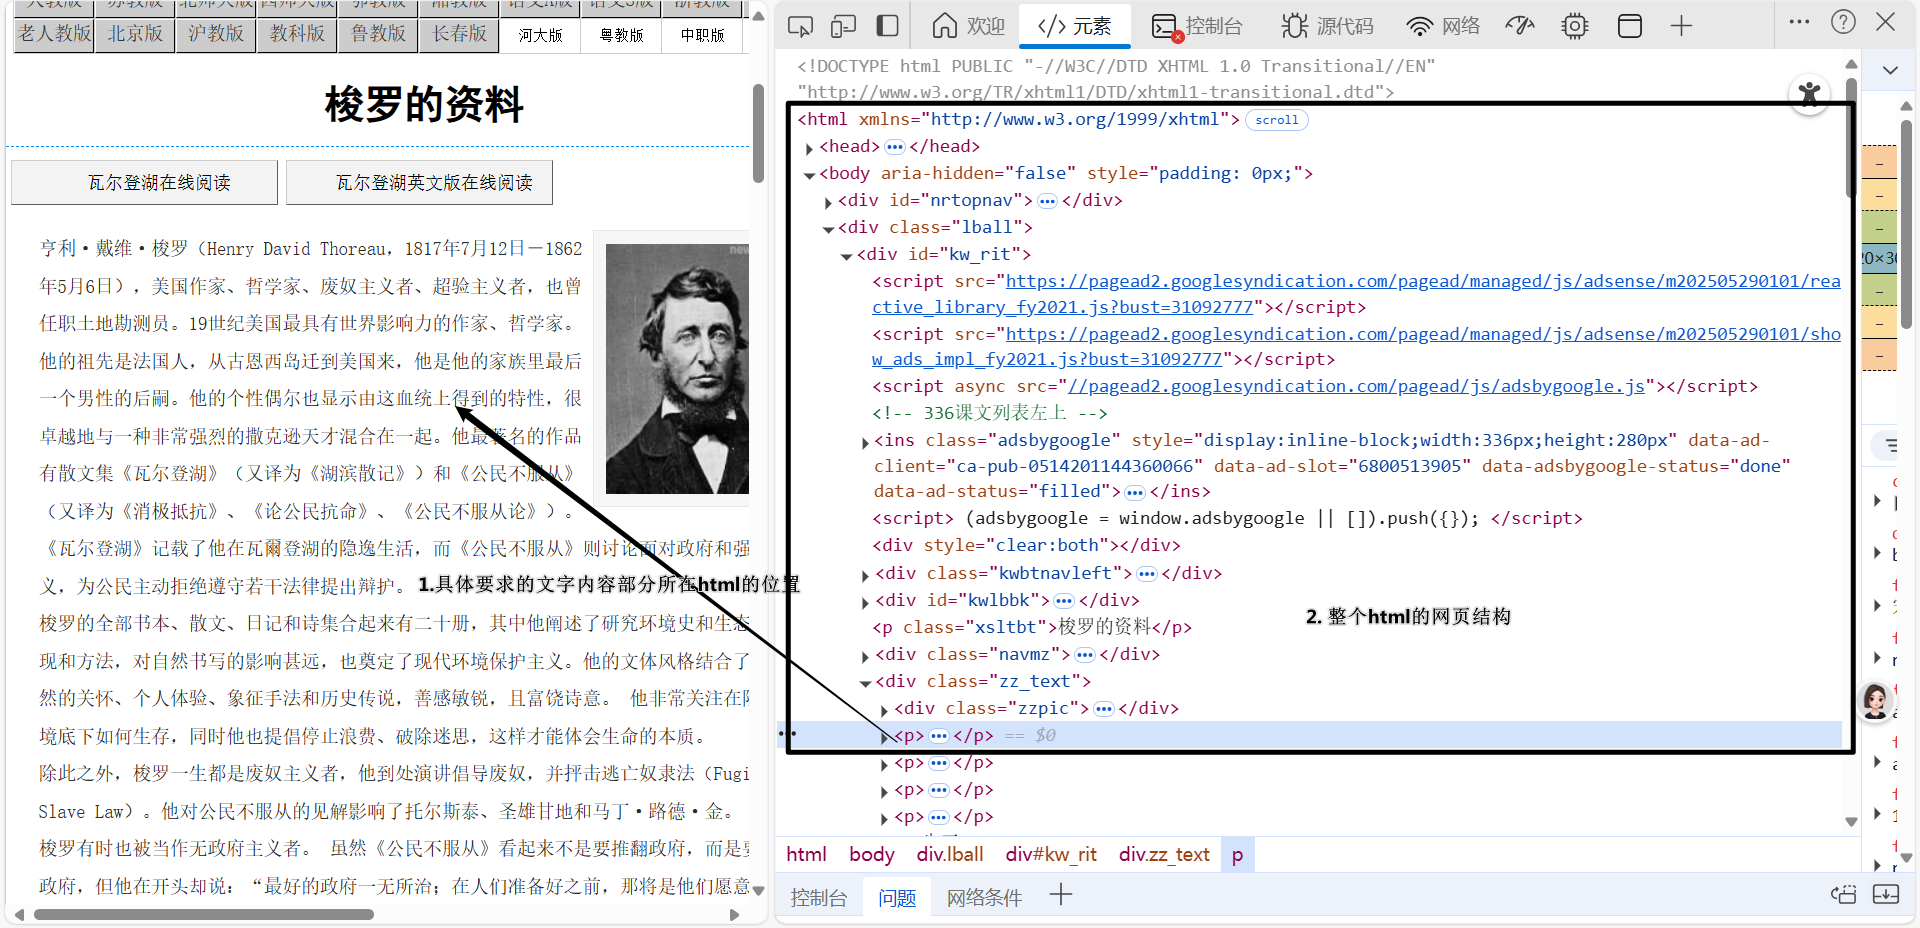 人教版 苏教版 北师大版 西师大版 鄂教版 湘教版 语文A版 语文S版 浙教版
老人教版 北京版 沪教版 教科版 鲁教版 长春版 河大版 粤教版 中职版
梭罗的资料
瓦尔登湖在线阅读 瓦尔登湖英文版在线阅读
亨利·戴维·梭罗（Henry David Thoreau，1817年7月12日－1862
年5月6日），美国作家、哲学家、废奴主义者、超验主义者，也曾
任职土地勘测员。19世纪美国最具有世界影响力的作家、哲学家。
他的祖先是法国人，从古恩西岛迁到美国来，他是他的家族里最后
一个男性的后嗣。他的个性偶尔也显示由这血统上得到的特性，很
卓越地与一种非常强烈的撒克逊天才混合在一起。他最著名的作品
有散文集《瓦尔登湖》（又译为《湖滨散记》）和《公民不服从》
（又译为《消极抵抗》、《论公民抗命》、《公民不服从论》）。
《瓦尔登湖》记载了他在瓦爾登湖的隐逸生活，而《公民不服从》则讨论面对政府和强
义，为公民主动拒绝遵守若干法律提出辩护。
1.具体要求的文字内容部分所在html的位置
梭罗的全部书本、散文、日记和诗集合起来有二十册，其中他阐述了研究环境史和生态
现和方法，对自然书写的影响甚远，也奠定了现代环境保护主义。他的文体风格结合了
然的关怀、个人体验、象征手法和历史传说，善感敏锐，且富饶诗意。 他非常关注在
境底下如何生存，同时他也提倡停止浪费、破除迷思，这样才能体会生命的本质。
除此之外，梭罗一生都是废奴主义者，他到处演讲倡导废奴，并抨击逃亡奴隶法（Fugi
Slave Law）。他对公民不服从的见解影响了托尔斯泰、圣雄甘地和马丁·路德·金。
梭罗有时也被当作无政府主义者。 虽然《公民不服从》看起来不是要推翻政府，而是要
政府，但他在开头却说：“最好的政府一无所治；在人们准备好之前，那将是他们愿意
new
欢迎 </> 元素 控制台 源代码 网络
<!DOCTYPE html PUBLIC "-//W3C//DTD XHTML 1.0 Transitional//EN"
"http://www.w3.org/TR/xhtml1/DTD/xhtml1-transitional.dtd">
<html xmlns="http://www.w3.org/1999/xhtml"> scroll
<head>…</head>
<body aria-hidden="false" style="padding: 0px;">
<div id="nrtopnav">…</div>
<div class="lball">
<div id="kw_rit">
<script src="https://pagead2.googlesyndication.com/pagead/managed/js/adsense/m202505290101/rea
ctive_library_fy2021.js?bust=31092777"></script>
<script src="https://pagead2.googlesyndication.com/pagead/managed/js/adsense/m202505290101/sho
w_ads_impl_fy2021.js?bust=31092777"></script>
<script async src="//pagead2.googlesyndication.com/pagead/js/adsbygoogle.js"></script>
<!-- 336课文列表左上 -->
<ins class="adsbygoogle" style="display:inline-block;width:336px;height:280px" data-ad-
client="ca-pub-0514201144360066" data-ad-slot="6800513905" data-adsbygoogle-status="done"
data-ad-status="filled">…</ins>
<script> (adsbygoogle = window.adsbygoogle || []).push({}); </script>
<div style="clear:both"></div>
<div class="kwbtnavleft">…</div>
<div id="kwlbbk">…</div>
2. 整个html的网页结构
<p class="xsltbt">梭罗的资料</p>
<div class="navmz">…</div>
<div class="zz_text">
<div class="zzpic">…</div>
<p>…</p> == $0
<p>…</p>
<p>…</p>
<p>…</p>
html body div.lball div#kw_rit div.zz_text p
控制台 问题 网络条件